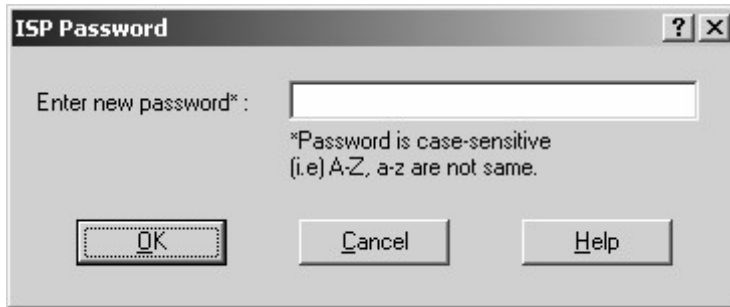 ISP Password
Enter new password* :
*Password is case-sensitive
(i.e) A-Z, a-z are not same.
OK Cancel Help